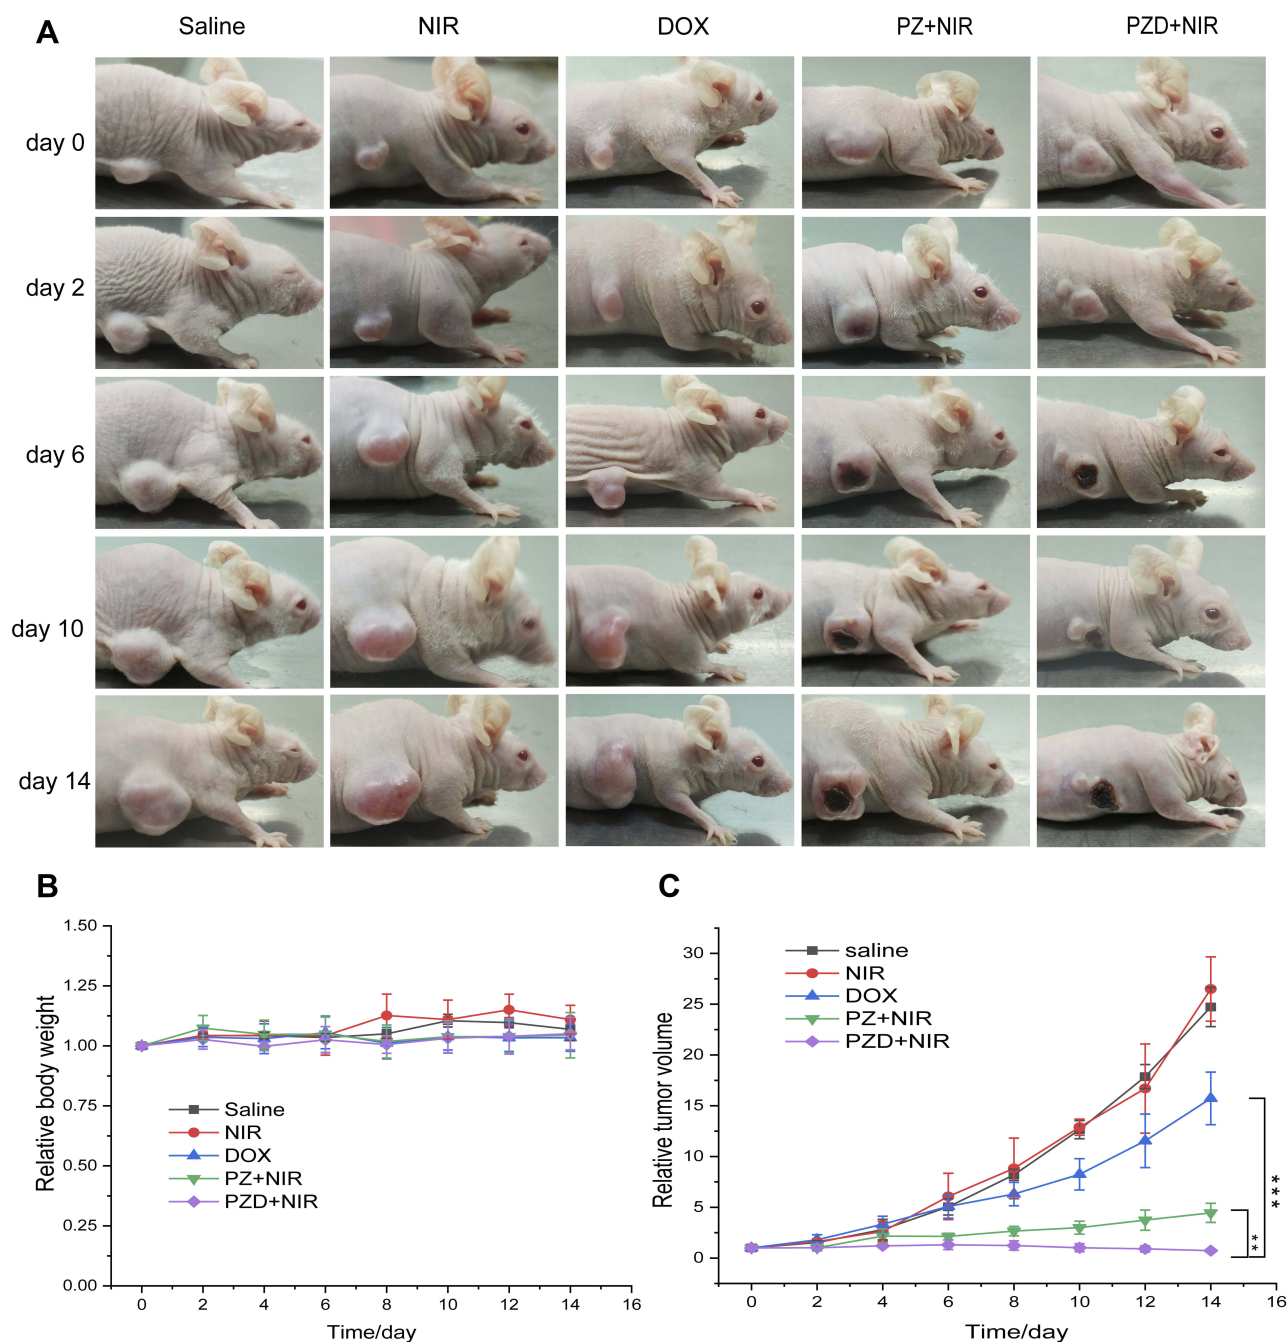 A
Saline NIR DOX PZ+NIR PZD+NIR
day 0
day 2
day 6
day 10
day 14
B
1.50
1.25
1.00
0.75
0.50
0.25
0.00
Relative body weight
Saline
NIR
DOX
PZ+NIR
PZD+NIR
0 2 4 6 8 10 12 14 16
Time/day
C
30
25
20
15
10
5
0
Relative tumor volume
saline
NIR
DOX
PZ+NIR
PZD+NIR
***
**
0 2 4 6 8 10 12 14 16
Time/day